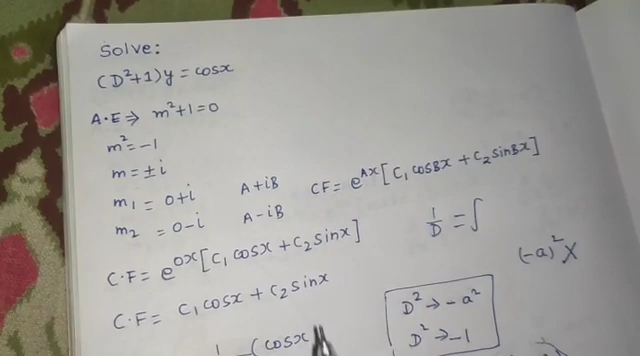 Solve:
(D²+1)y = cosx
A.E ⇒ m²+1=0
m² = -1
m = ±i
m₁ = 0+i A+iB CF = e^Ax [C₁ cosBx + C₂ sinBx]
m₂ = 0-i A-iB
C.F = e^0x [C₁ cosx + C₂ sinx] 1/D = ∫
(-a)² X
C.F = C₁ cosx + C₂ sinx
D² → -a²
D² → -1
1 (cosx